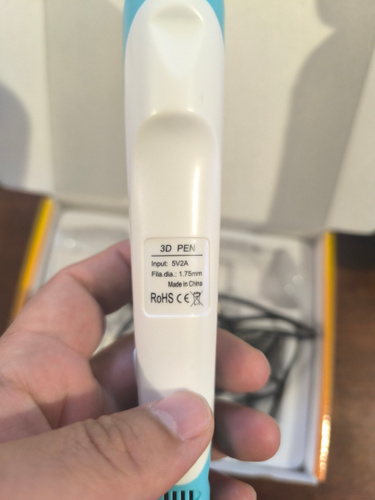 3D PEN
Input: 5V2A
Fila.dia.: 1.75mm
Made in China
RoHS CE